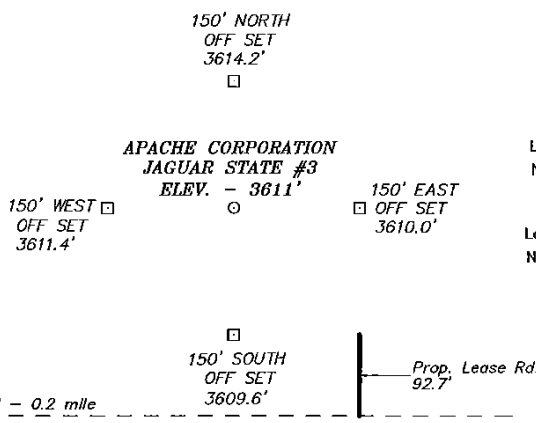 150' NORTH
OFF SET
3614.2'
APACHE CORPORATION
JAGUAR STATE #3
ELEV. - 3611'
150' WEST
OFF SET
3611.4'
150' EAST
OFF SET
3610.0'
150' SOUTH
OFF SET
3609.6'
Prop. Lease Rd.
92.7'
- 0.2 mile